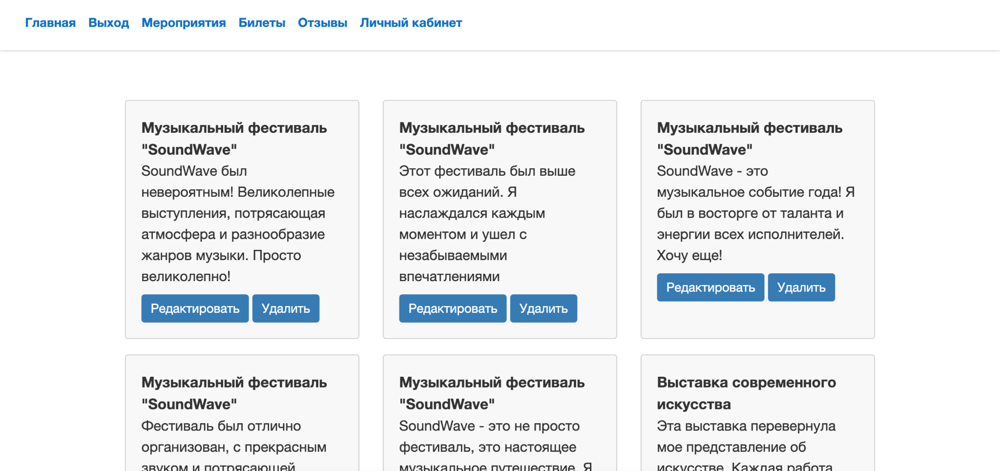 Главная Выход Мероприятия Билеты Отзывы Личный кабинет
Музыкальный фестиваль
"SoundWave"
SoundWave был
невероятным! Великолепные
выступления, потрясающая
атмосфера и разнообразие
жанров музыки. Просто
великолепно!
Редактировать Удалить
Музыкальный фестиваль
"SoundWave"
Этот фестиваль был выше
всех ожиданий. Я
наслаждался каждым
моментом и ушел с
незабываемыми
впечатлениями
Редактировать Удалить
Музыкальный фестиваль
"SoundWave"
SoundWave - это
музыкальное событие года! Я
был в восторге от таланта и
энергии всех исполнителей.
Хочу еще!
Редактировать Удалить
Музыкальный фестиваль
"SoundWave"
Фестиваль был отлично
организован, с прекрасным
звуком и потрясающей
Музыкальный фестиваль
"SoundWave"
SoundWave - это не просто
фестиваль, это настоящее
музыкальное путешествие. Я
Выставка современного
искусства
Эта выставка перевернула
мое представление об
искусстве. Каждая работа